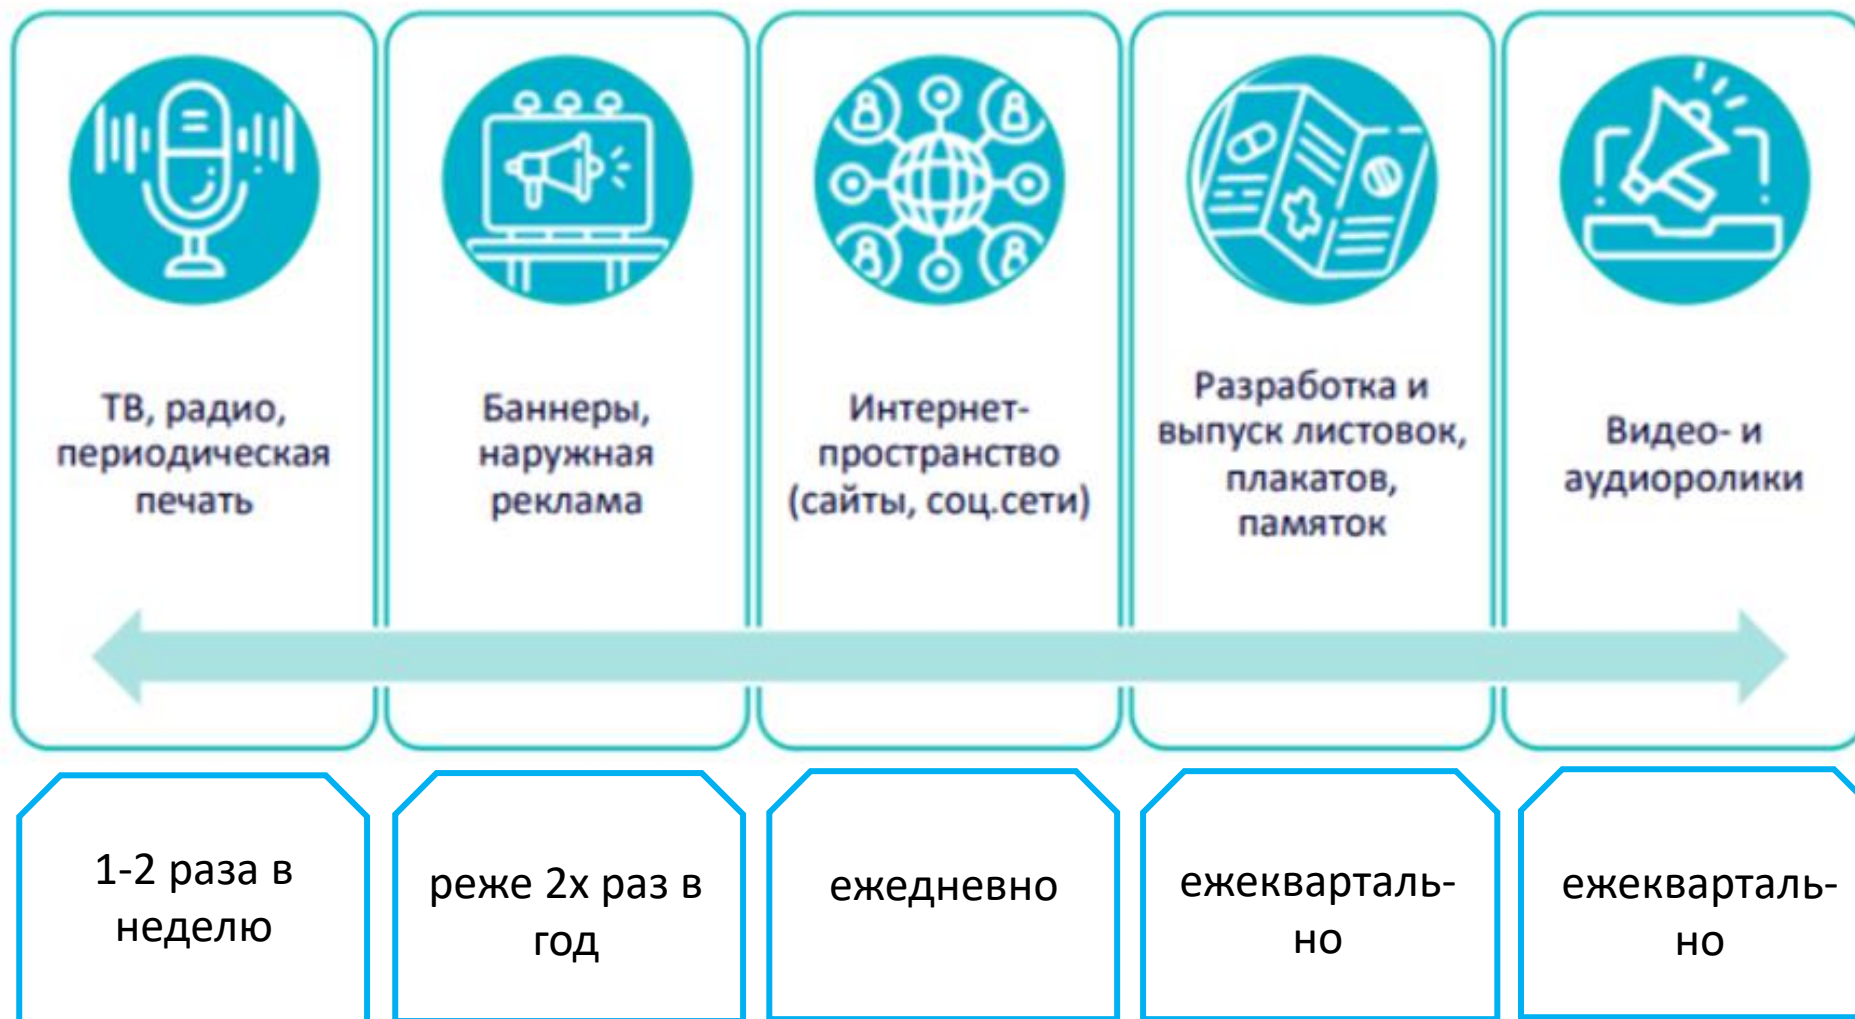 ТВ, радио,
периодическая
печать
Баннеры,
наружная
реклама
Интернет-
пространство
(сайты, соц.сети)
Разработка и
выпуск листовок,
плакатов,
памяток
Видео- и
аудиоролики
1-2 раза в
неделю
реже 2х раз в
год
ежедневно
ежекварталь-
но
ежекварталь-
но